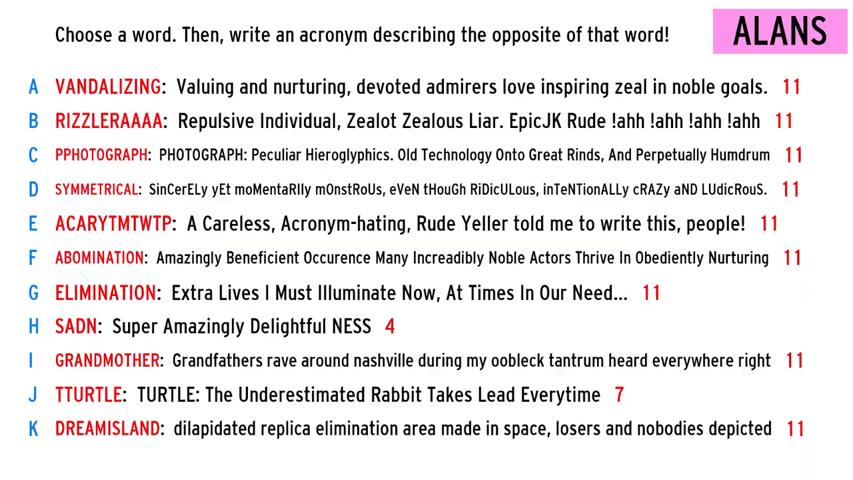 Choose a word. Then, write an acronym describing the opposite of that word!
ALANS
A VANDALIZING: Valuing and nurturing, devoted admirers love inspiring zeal in noble goals. 11
B RIZZLERAAAA: Repulsive Individual, Zealot Zealous Liar. EpicJK Rude !ahh !ahh !ahh !ahh 11
C PPHOTOGRAPH: PHOTOGRAPH: Peculiar Hieroglyphics. Old Technology Onto Great Rinds, And Perpetually Humdrum 11
D SYMMETRICAL: SinCerELy yEt moMentaRIly mOnstRoUs, eVeN tHouGh RiDicULous, inTeNTionALLy cRAZy aND LUdicRouS. 11
E ACARYTMTWTP: A Careless, Acronym-hating, Rude Yeller told me to write this, people! 11
F ABOMINATION: Amazingly Beneficient Occurence Many Increadibly Noble Actors Thrive In Obediently Nurturing 11
G ELIMINATION: Extra Lives I Must Illuminate Now, At Times In Our Need... 11
H SADN: Super Amazingly Delightful NESS 4
I GRANDMOTHER: Grandfathers rave around nashville during my oobleck tantrum heard everywhere right 11
J TTURTLE: TURTLE: The Underestimated Rabbit Takes Lead Everytime 7
K DREAMISLAND: dilapidated replica elimination area made in space, losers and nobodies depicted 11